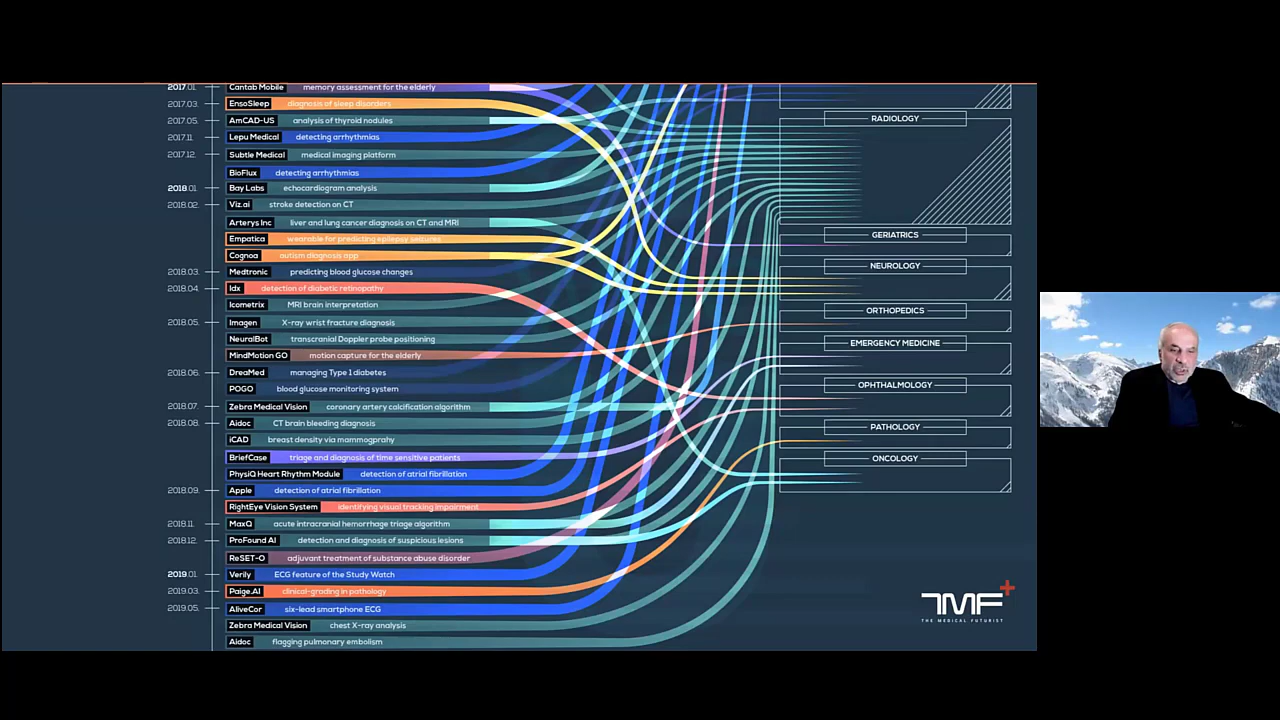 2017.01. Cantab Mobile memory assessment for the elderly
2017.03. EnsoSleep diagnosis of sleep disorders
2017.05. AmCAD-US analysis of thyroid nodules
2017.11. Lepu Medical detecting arrhythmias
2017.12. Subtle Medical medical imaging platform
BioFlux detecting arrhythmias
2018.01. Bay Labs echocardiogram analysis
2018.02. Viz.ai stroke detection on CT
Arterys Inc liver and lung cancer diagnosis on CT and MRI
Empatica wearable for predicting epilepsy seizures
Cognoa autism diagnosis app
2018.03. Medtronic predicting blood glucose changes
2018.04. Idx detection of diabetic retinopathy
Icometrix MRI brain interpretation
2018.05. Imagen X-ray wrist fracture diagnosis
NeuralBot transcranial Doppler probe positioning
MindMotion GO motion capture for the elderly
2018.06. DreaMed managing Type 1 diabetes
POGO blood glucose monitoring system
2018.07. Zebra Medical Vision coronary artery calcification algorithm
2018.08. Aidoc CT brain bleeding diagnosis
iCAD breast density via mammogprahy
BriefCase triage and diagnosis of time sensitive patients
PhysiQ Heart Rhythm Module detection of atrial fibrillation
2018.09. Apple detection of atrial fibrillation
RightEye Vision System identifying visual tracking impairment
2018.11. MaxQ acute intracranial hemorrhage triage algorithm
2018.12. ProFound AI detection and diagnosis of suspicious lesions
ReSET-O adjuvant treatment of substance abuse disorder
2019.01. Verily ECG feature of the Study Watch
2019.03. Paige.AI clinical-grading in pathology
2019.05. AliveCor six-lead smartphone ECG
Zebra Medical Vision chest X-ray analysis
Aidoc flagging pulmonary embolism
RADIOLOGY
GERIATRICS
NEUROLOGY
ORTHOPEDICS
EMERGENCY MEDICINE
OPHTHALMOLOGY
PATHOLOGY
ONCOLOGY
TMF+
THE MEDICAL FUTURIST